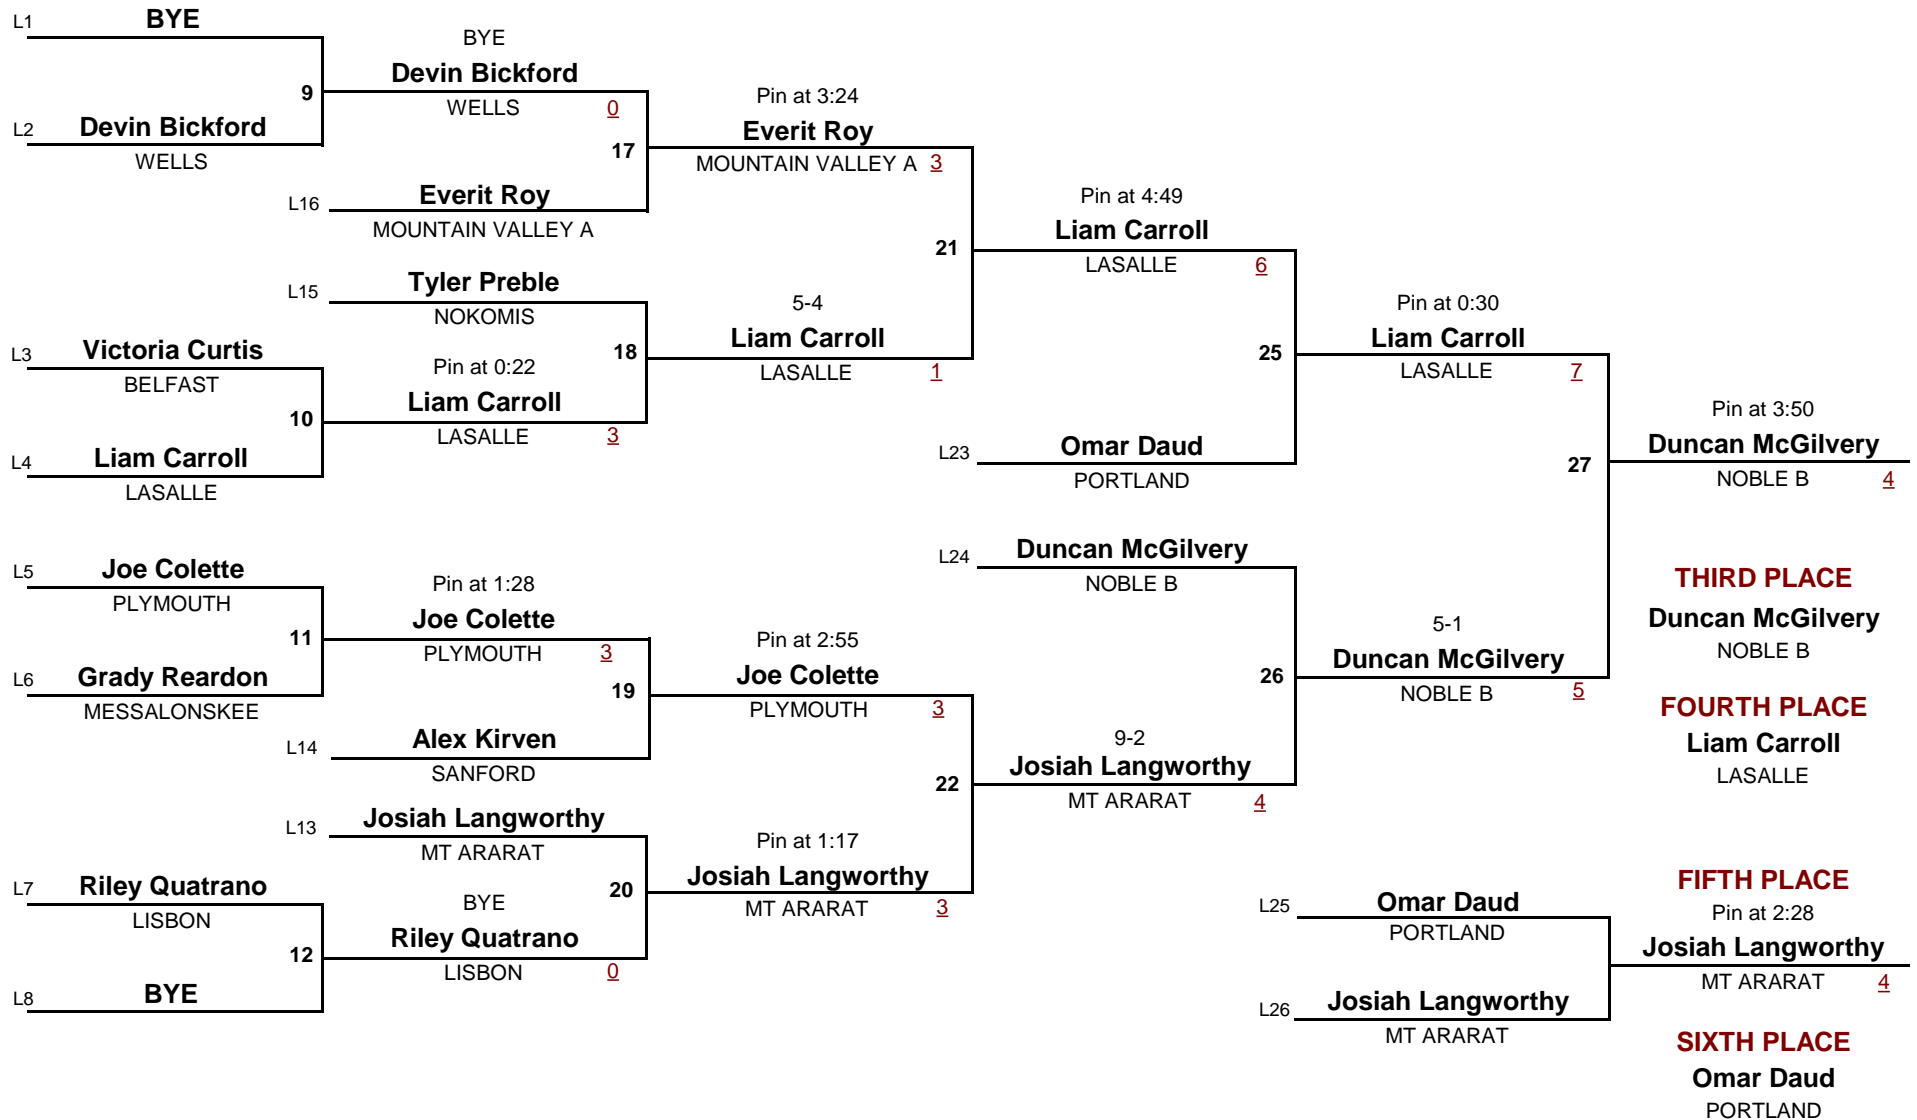 L1 BYE
9
L2 Devin Bickford
WELLS
BYE
Devin Bickford
WELLS 0
17
L16 Everit Roy
MOUNTAIN VALLEY A
Pin at 3:24
Everit Roy
MOUNTAIN VALLEY A 3
21
L15 Tyler Preble
NOKOMIS
18
L3 Victoria Curtis
BELFAST
10
L4 Liam Carroll
LASALLE
Pin at 0:22
Liam Carroll
LASALLE 3
5-4
Liam Carroll
LASALLE 1
Pin at 4:49
Liam Carroll
LASALLE 6
25
L23 Omar Daud
PORTLAND
Pin at 0:30
Liam Carroll
LASALLE 7
27
Pin at 3:50
Duncan McGilvery
NOBLE B 4
L5 Joe Colette
PLYMOUTH
11
L6 Grady Reardon
MESSALONSKEE
Pin at 1:28
Joe Colette
PLYMOUTH 3
19
L14 Alex Kirven
SANFORD
Pin at 2:55
Joe Colette
PLYMOUTH 3
22
L13 Josiah Langworthy
MT ARARAT
20
L7 Riley Quatrano
LISBON
12
L8 BYE
BYE
Riley Quatrano
LISBON 0
Pin at 1:17
Josiah Langworthy
MT ARARAT 3
L24 Duncan McGilvery
NOBLE B
26
9-2
Josiah Langworthy
MT ARARAT 4
5-1
Duncan McGilvery
NOBLE B 5
THIRD PLACE
Duncan McGilvery
NOBLE B
FOURTH PLACE
Liam Carroll
LASALLE
L25 Omar Daud
PORTLAND
L26 Josiah Langworthy
MT ARARAT
FIFTH PLACE
Pin at 2:28
Josiah Langworthy
MT ARARAT 4
SIXTH PLACE
Omar Daud
PORTLAND